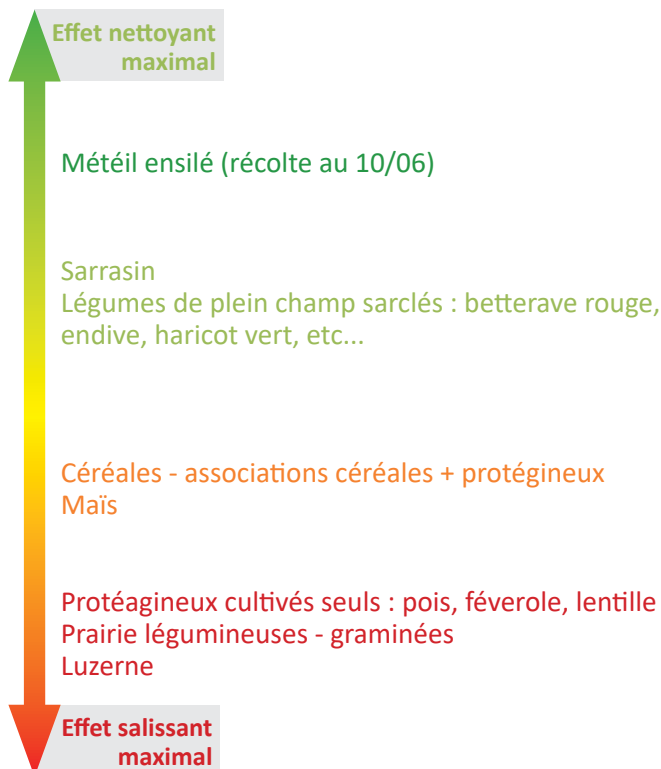 Effet nettoyant
maximal
Météil ensilé (récolte au 10/06)
Sarrasin
Légumes de plein champ sarclés : betterave rouge,
endive, haricot vert, etc...
Céréales - associations céréales + protégineux
Maïs
Protéagineux cultivés seuls : pois, féverole, lentille
Prairie légumineuses - graminées
Luzerne
Effet salissant
maximal